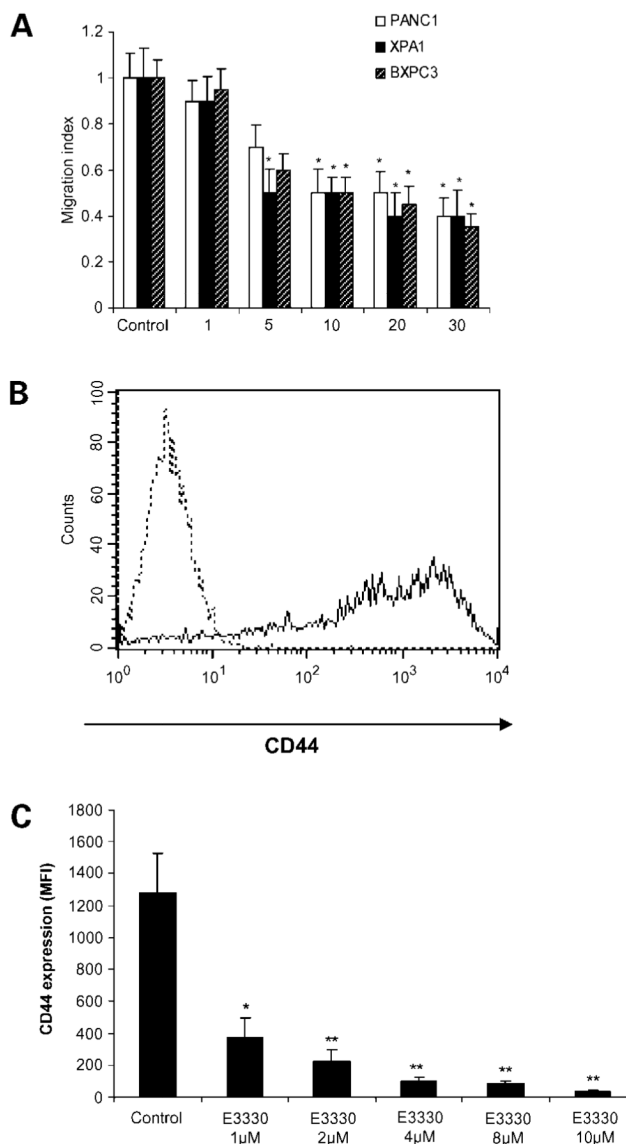 A
PANC1
XPA1
BXPC3
Migration index
1.2
1
0.8
0.6
0.4
0.2
0
* * * * * * * * * *
Control 1 5 10 20 30
B
Counts
100
80
60
40
20
0
10⁰ 10¹ 10² 10³ 10⁴
CD44
C
CD44 expression (MFI)
1800
1600
1400
1200
1000
800
600
400
200
0
* ** ** ** **
Control E3330 E3330 E3330 E3330 E3330
1µM 2µM 4µM 8µM 10µM